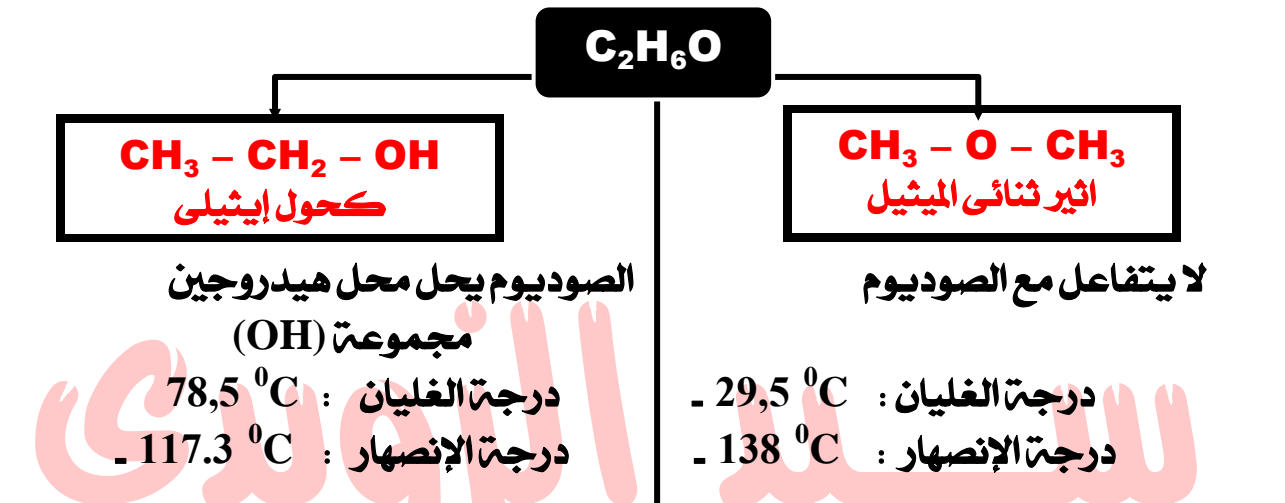 C₂H₆O
CH₃ – O – CH₃
اثير ثنائى الميثيل
لا يتفاعل مع الصوديوم
درجة الغليان : 29,5 ⁰C -
درجة الإنصهار : 138 ⁰C -
CH₃ – CH₂ – OH
كحول إيثيلى
الصوديوم يحل محل هيدروجين
مجموعة (OH)
درجة الغليان : 78,5 ⁰C
درجة الإنصهار : 117.3 ⁰C -